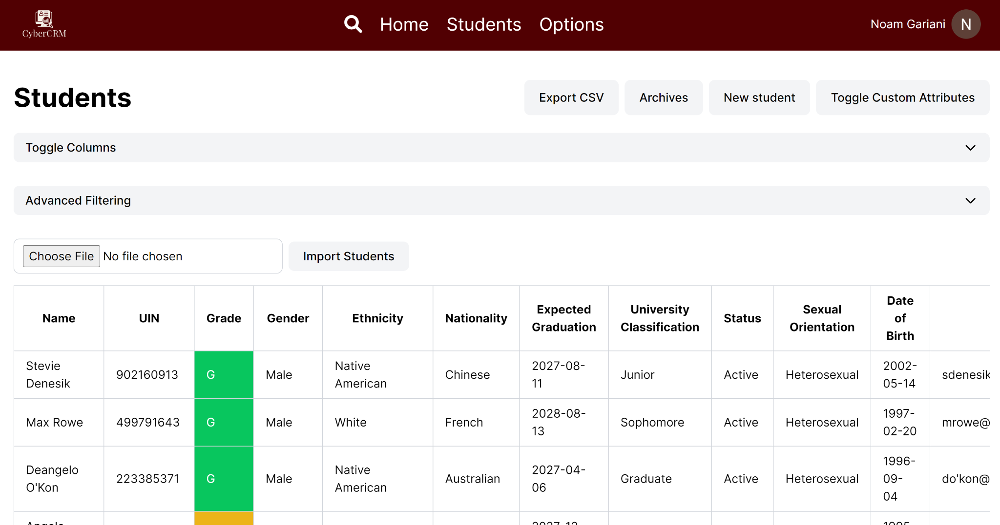 CyberCRM
Home Students Options
Noam Gariani N
Students
Export CSV Archives New student Toggle Custom Attributes
Toggle Columns
Advanced Filtering
Choose File No file chosen Import Students
Name UIN Grade Gender Ethnicity Nationality Expected Graduation University Classification Status Sexual Orientation Date of Birth
Stevie Denesik 902160913 G Male Native American Chinese 2027-08-11 Junior Active Heterosexual 2002-05-14 sdenesik
Max Rowe 499791643 G Male White French 2028-08-13 Sophomore Active Heterosexual 1997-02-20 mrowe@
Deangelo O'Kon 223385371 G Male Native American Australian 2027-04-06 Graduate Active Heterosexual 1996-09-04 do'kon@